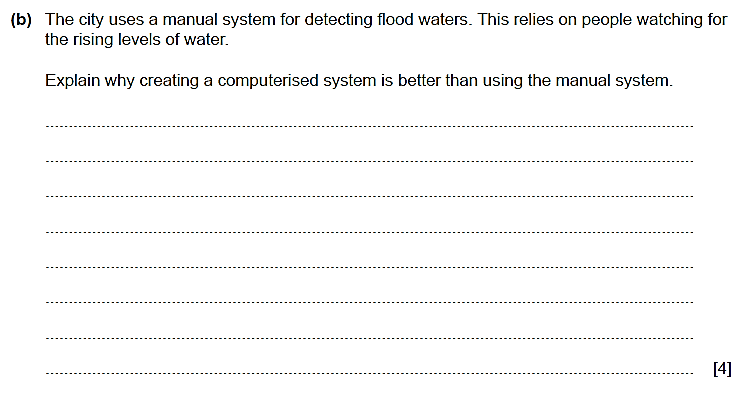 (b) The city uses a manual system for detecting flood waters. This relies on people watching for
the rising levels of water.
Explain why creating a computerised system is better than using the manual system.
[4]